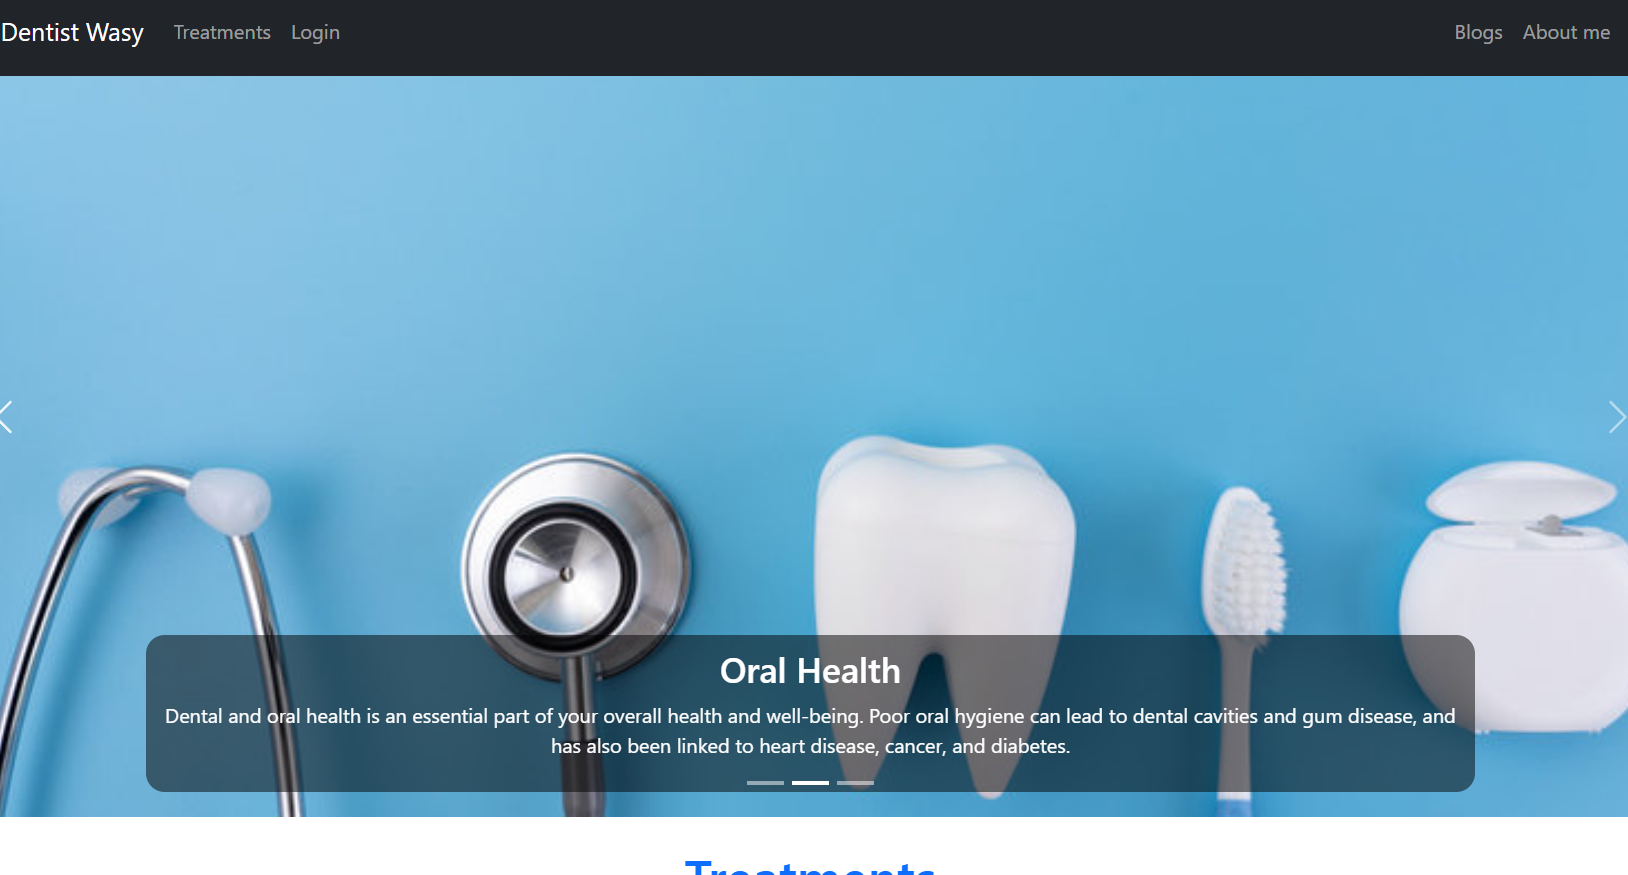 Dentist Wasy Treatments Login Blogs About me
Oral Health
Dental and oral health is an essential part of your overall health and well-being. Poor oral hygiene can lead to dental cavities and gum disease, and
has also been linked to heart disease, cancer, and diabetes.
Treatments